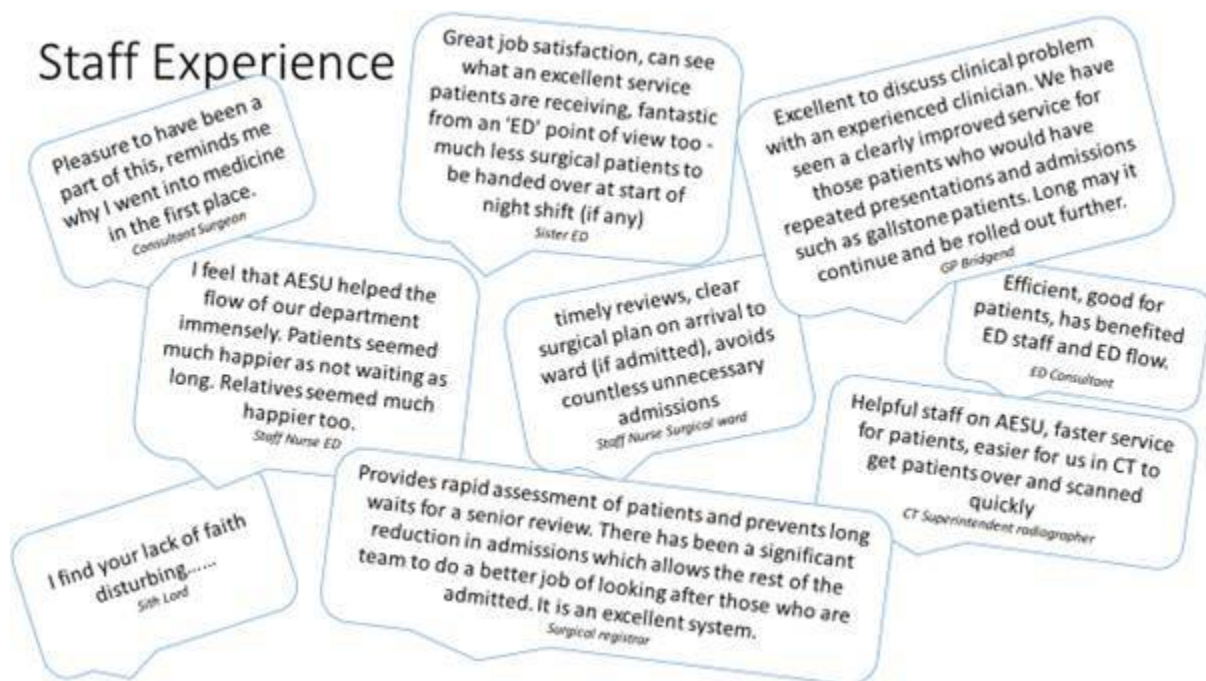 Staff Experience
Pleasure to have been a
part of this, reminds me
why I went into medicine
in the first place.
Consultant Surgeon
Great job satisfaction, can see
what an excellent service
patients are receiving, fantastic
from an 'ED' point of view too -
much less surgical patients to
be handed over at start of
night shift (if any)
Sister ED
Excellent to discuss clinical problem
with an experienced clinician. We have
seen a clearly improved service for
those patients who would have
repeated presentations and admissions
such as gallstone patients. Long may it
continue and be rolled out further.
GP Bridgend
I feel that AESU helped the
flow of our department
immensely. Patients seemed
much happier as not waiting as
long. Relatives seemed much
happier too.
Staff Nurse ED
timely reviews, clear
surgical plan on arrival to
ward (if admitted), avoids
countless unnecessary
admissions
Staff Nurse Surgical ward
Efficient, good for
patients, has benefited
ED staff and ED flow.
ED Consultant
Helpful staff on AESU, faster service
for patients, easier for us in CT to
get patients over and scanned
quickly
CT Superintendent radiographer
I find your lack of faith
disturbing......
Sith Lord
Provides rapid assessment of patients and prevents long
waits for a senior review. There has been a significant
reduction in admissions which allows the rest of the
team to do a better job of looking after those who are
admitted. It is an excellent system.
Surgical registrar